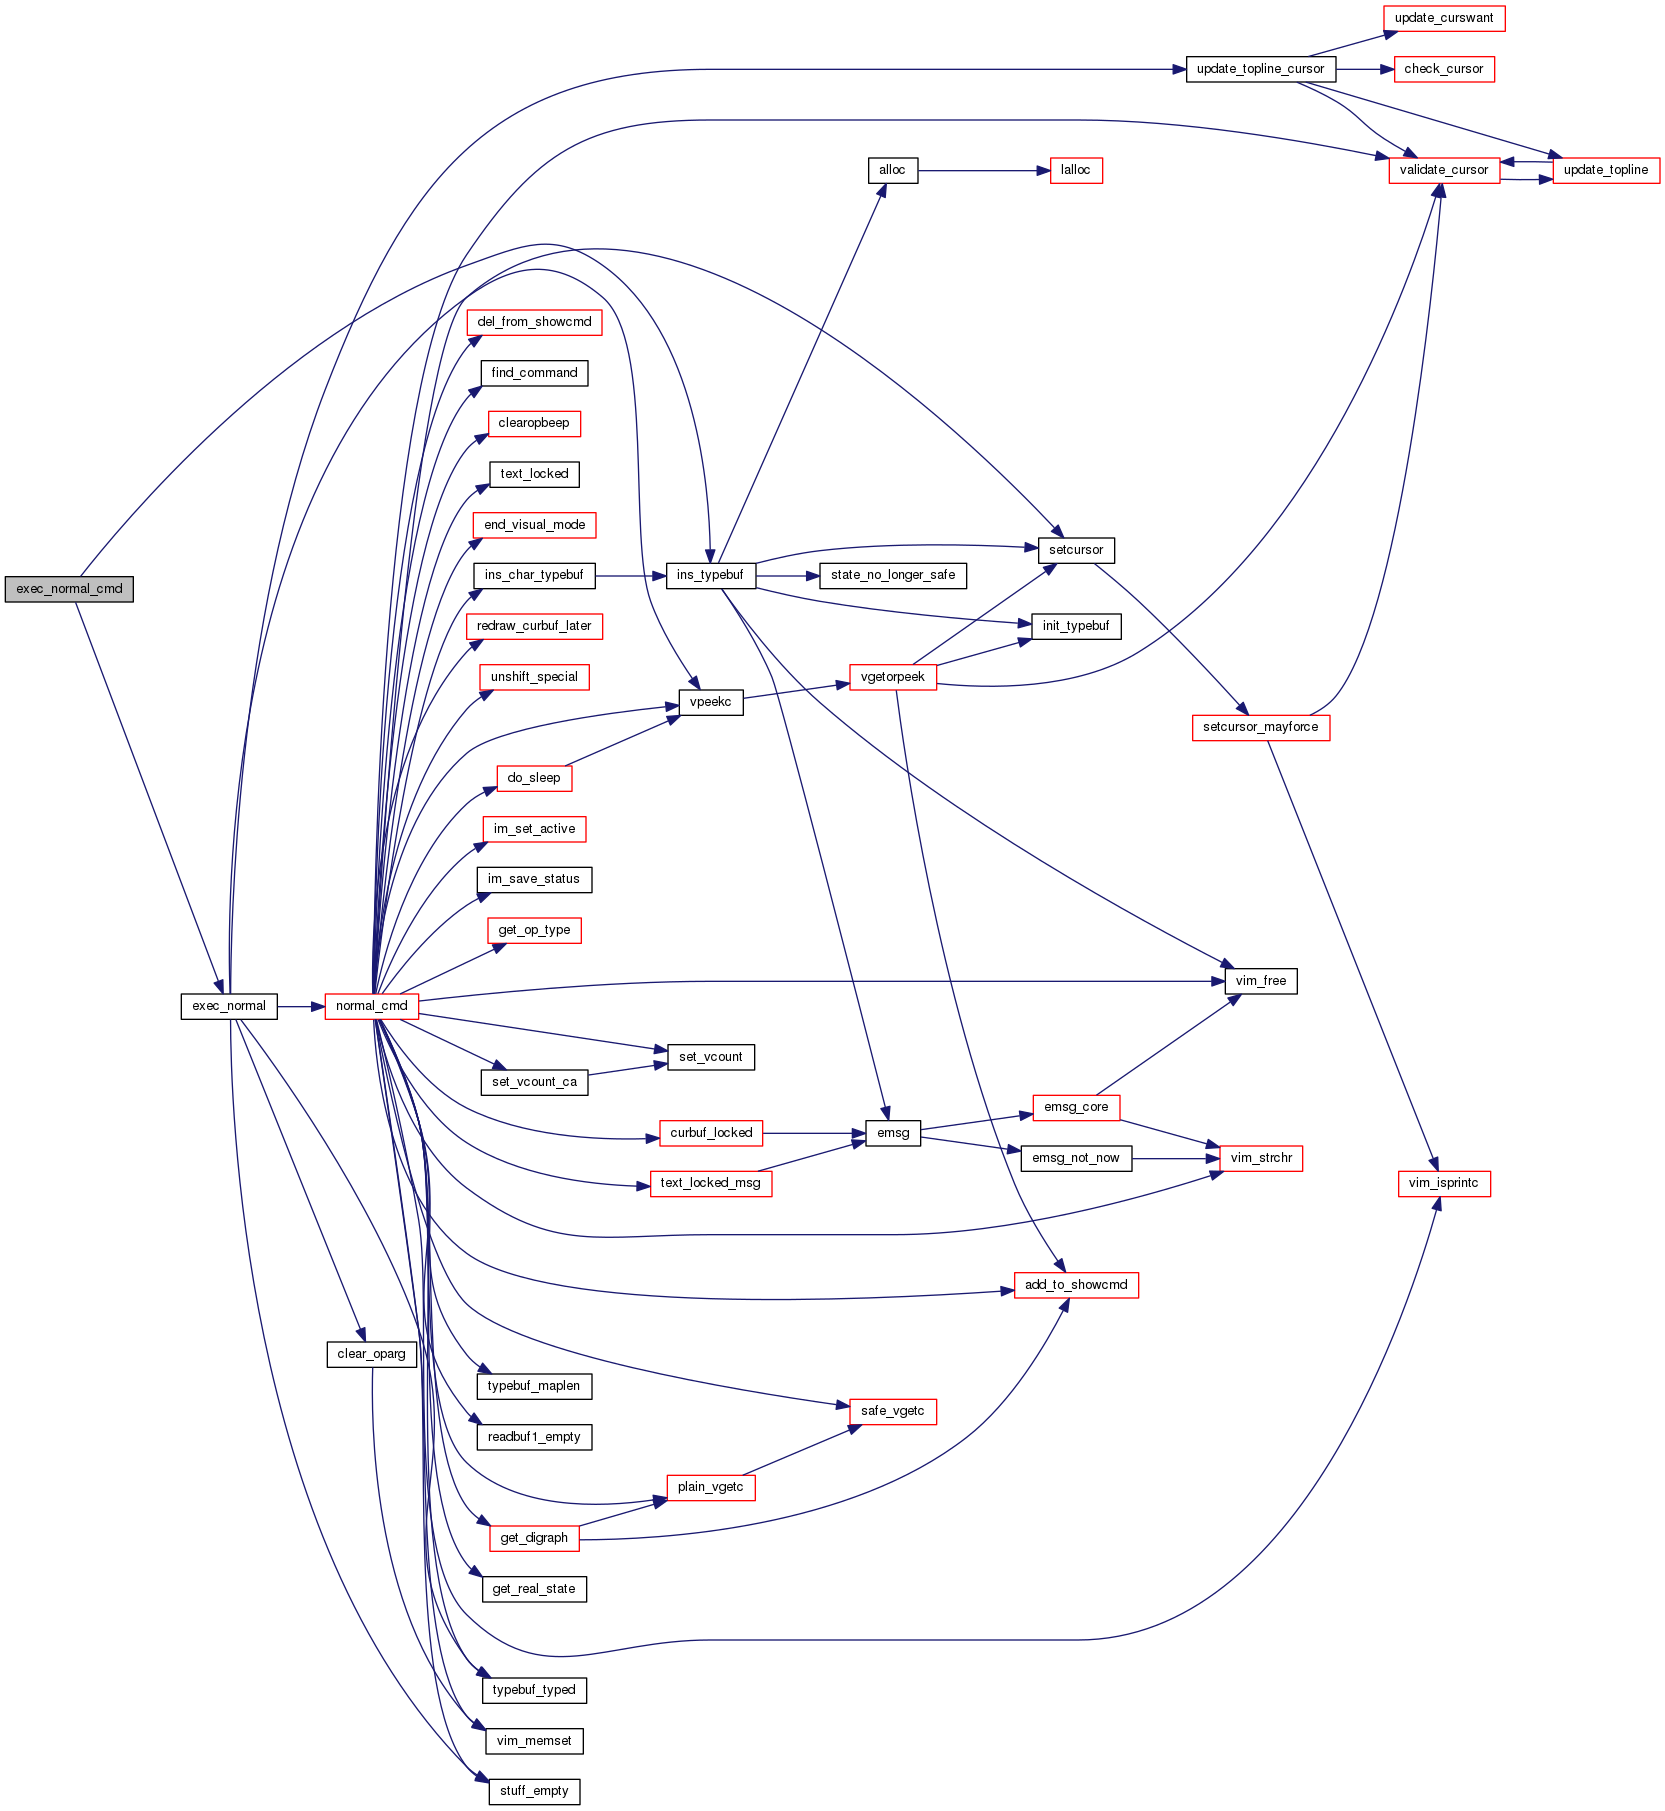 update_curswant
update_topline_cursor
check_cursor
alloc
lalloc
validate_cursor
update_topline
del_from_showcmd
find_command
clearopbeep
text_locked
end_visual_mode
setcursor
exec_normal_cmd
ins_char_typebuf
ins_typebuf
state_no_longer_safe
redraw_curbuf_later
init_typebuf
unshift_special
vgetorpeek
vpeekc
setcursor_mayforce
do_sleep
im_set_active
im_save_status
get_op_type
vim_free
exec_normal
normal_cmd
set_vcount
set_vcount_ca
emsg_core
curbuf_locked
emsg
emsg_not_now
vim_strchr
text_locked_msg
vim_isprintc
add_to_showcmd
clear_oparg
typebuf_maplen
safe_vgetc
readbuf1_empty
plain_vgetc
get_digraph
get_real_state
typebuf_typed
vim_memset
stuff_empty